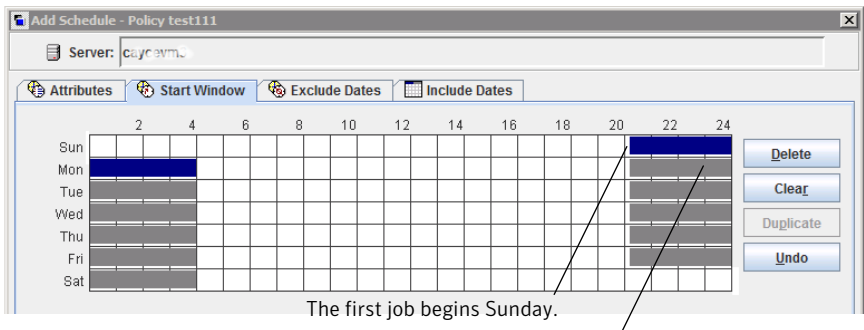 Add Schedule - Policy test111
Server:
Attributes Start Window Exclude Dates Include Dates
2 4 6 8 10 12 14 16 18 20 22 24
Sun
Mon
Tue
Wed
Thu
Fri
Sat
Delete
Clear
Duplicate
Undo
The first job begins Sunday.